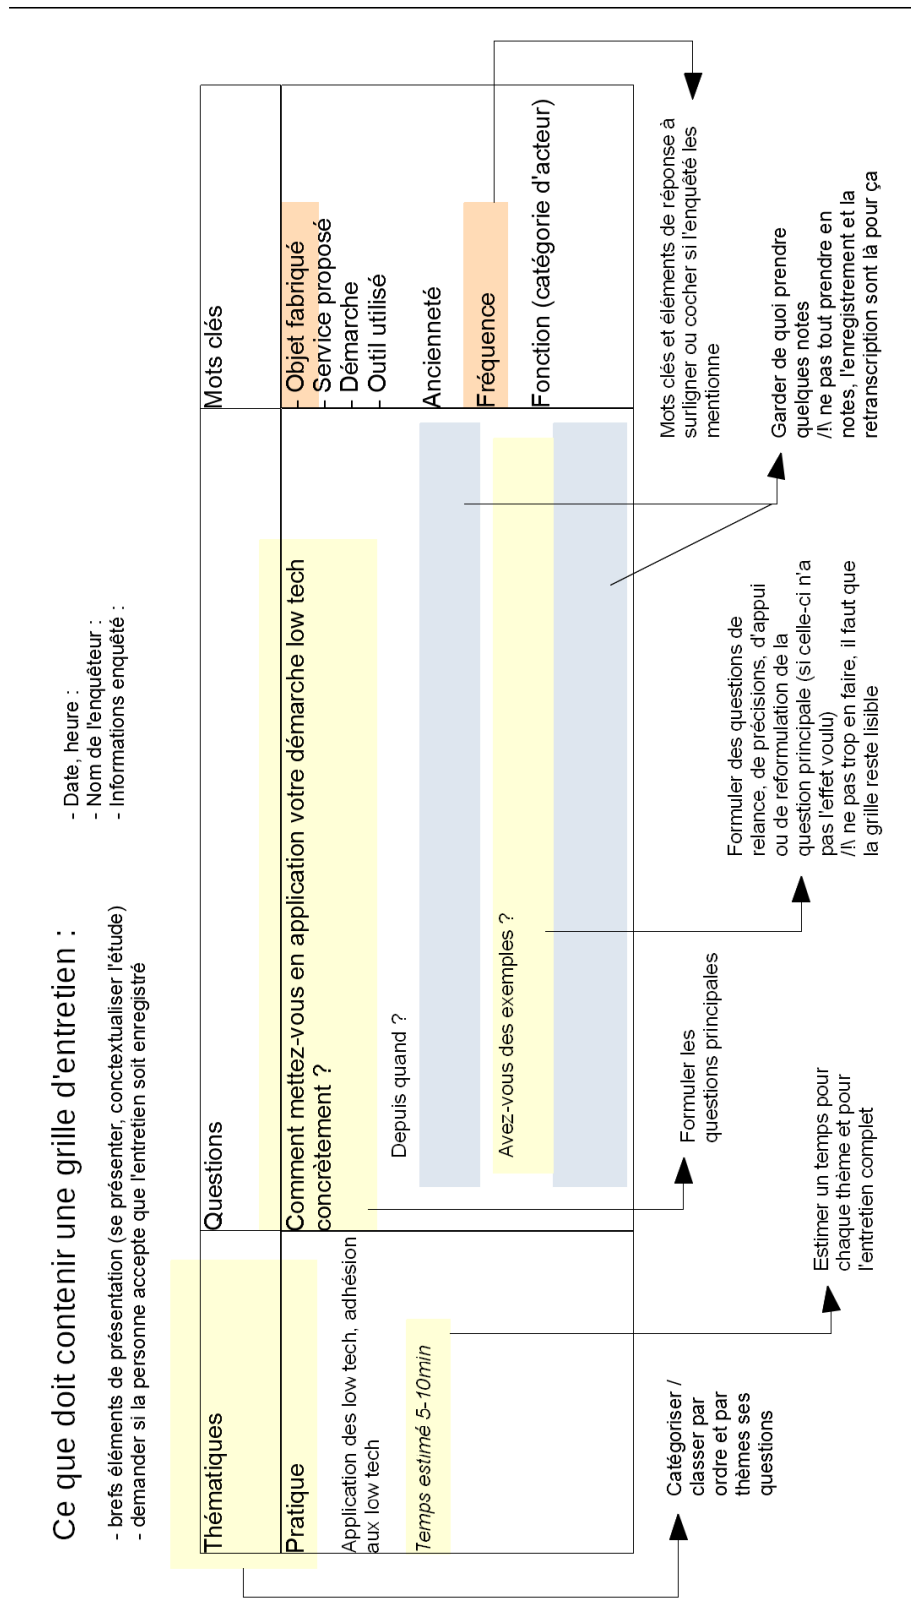 Ce que doit contenir une grille d'entretien :
- brefs éléments de présentation (se présenter, conctextualiser l'étude)
- demander si la personne accepte que l'entretien soit enregistré
- Date, heure :
- Nom de l'enquêteur :
- Informations enquêté :
Thématiques
Questions
Mots clés
Pratique
Application des low tech, adhésion
aux low tech
Temps estimé 5-10min
Comment mettez-vous en application votre démarche low tech
concrètement ?
Depuis quand ?
Avez-vous des exemples ?
- Objet fabriqué
- Service proposé
- Démarche
- Outil utilisé
Ancienneté
Fréquence
Fonction (catégorie d'acteur)
Catégoriser /
classer par
ordre et par
thèmes ses
questions
Estimer un temps pour
chaque thème et pour
l'entretien complet
Formuler les
questions principales
Formuler des questions de
relance, de précisions, d'appui
ou de reformulation de la
question principale (si celle-ci n'a
pas l'effet voulu)
/!\ ne pas trop en faire, il faut que
la grille reste lisible
Mots clés et éléments de réponse à
surligner ou cocher si l'enquêté les
mentionne
Garder de quoi prendre
quelques notes
/!\ ne pas tout prendre en
notes, l'enregistrement et la
retranscription sont là pour ça